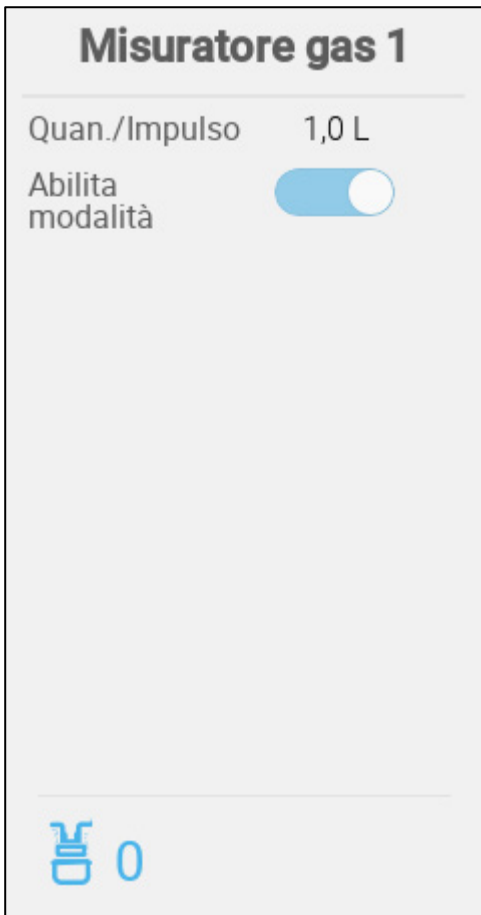 Misuratore gas 1
Quan./Impulso 1,0 L
Abilita
modalità
0